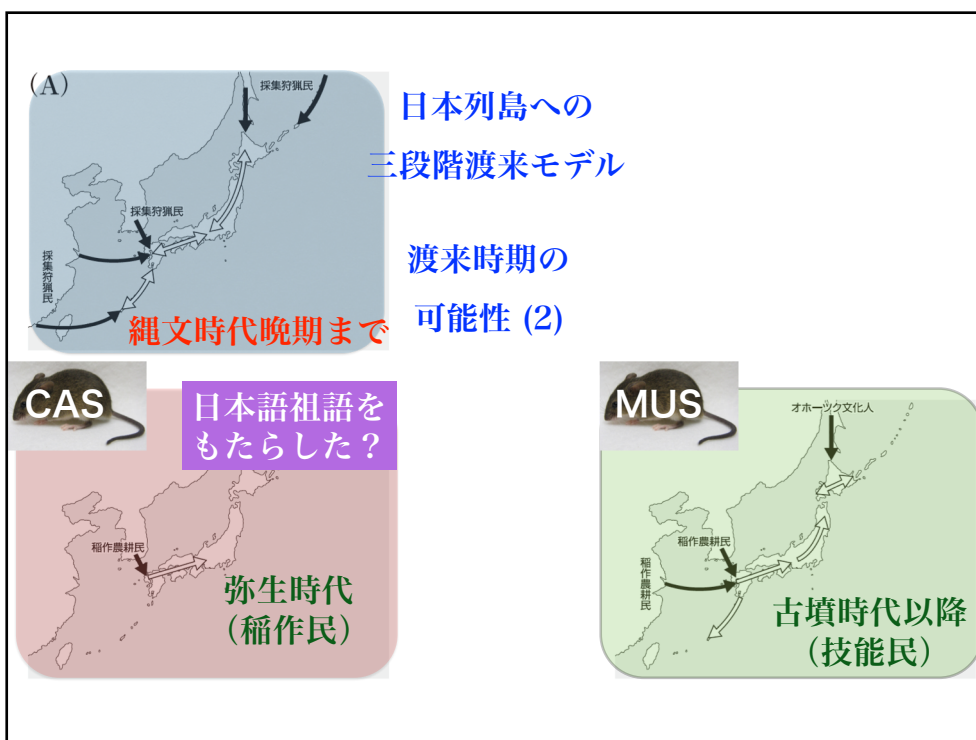 (A)
採集狩猟民
採集狩猟民
採集狩猟民
縄文時代晩期まで
日本列島への
三段階渡来モデル
渡来時期の
可能性 (2)
CAS
日本語祖語を
もたらした？
稲作農耕民
弥生時代
（稲作民）
MUS
オホーツク文化人
稲作農耕民
稲作農耕民
古墳時代以降
（技能民）